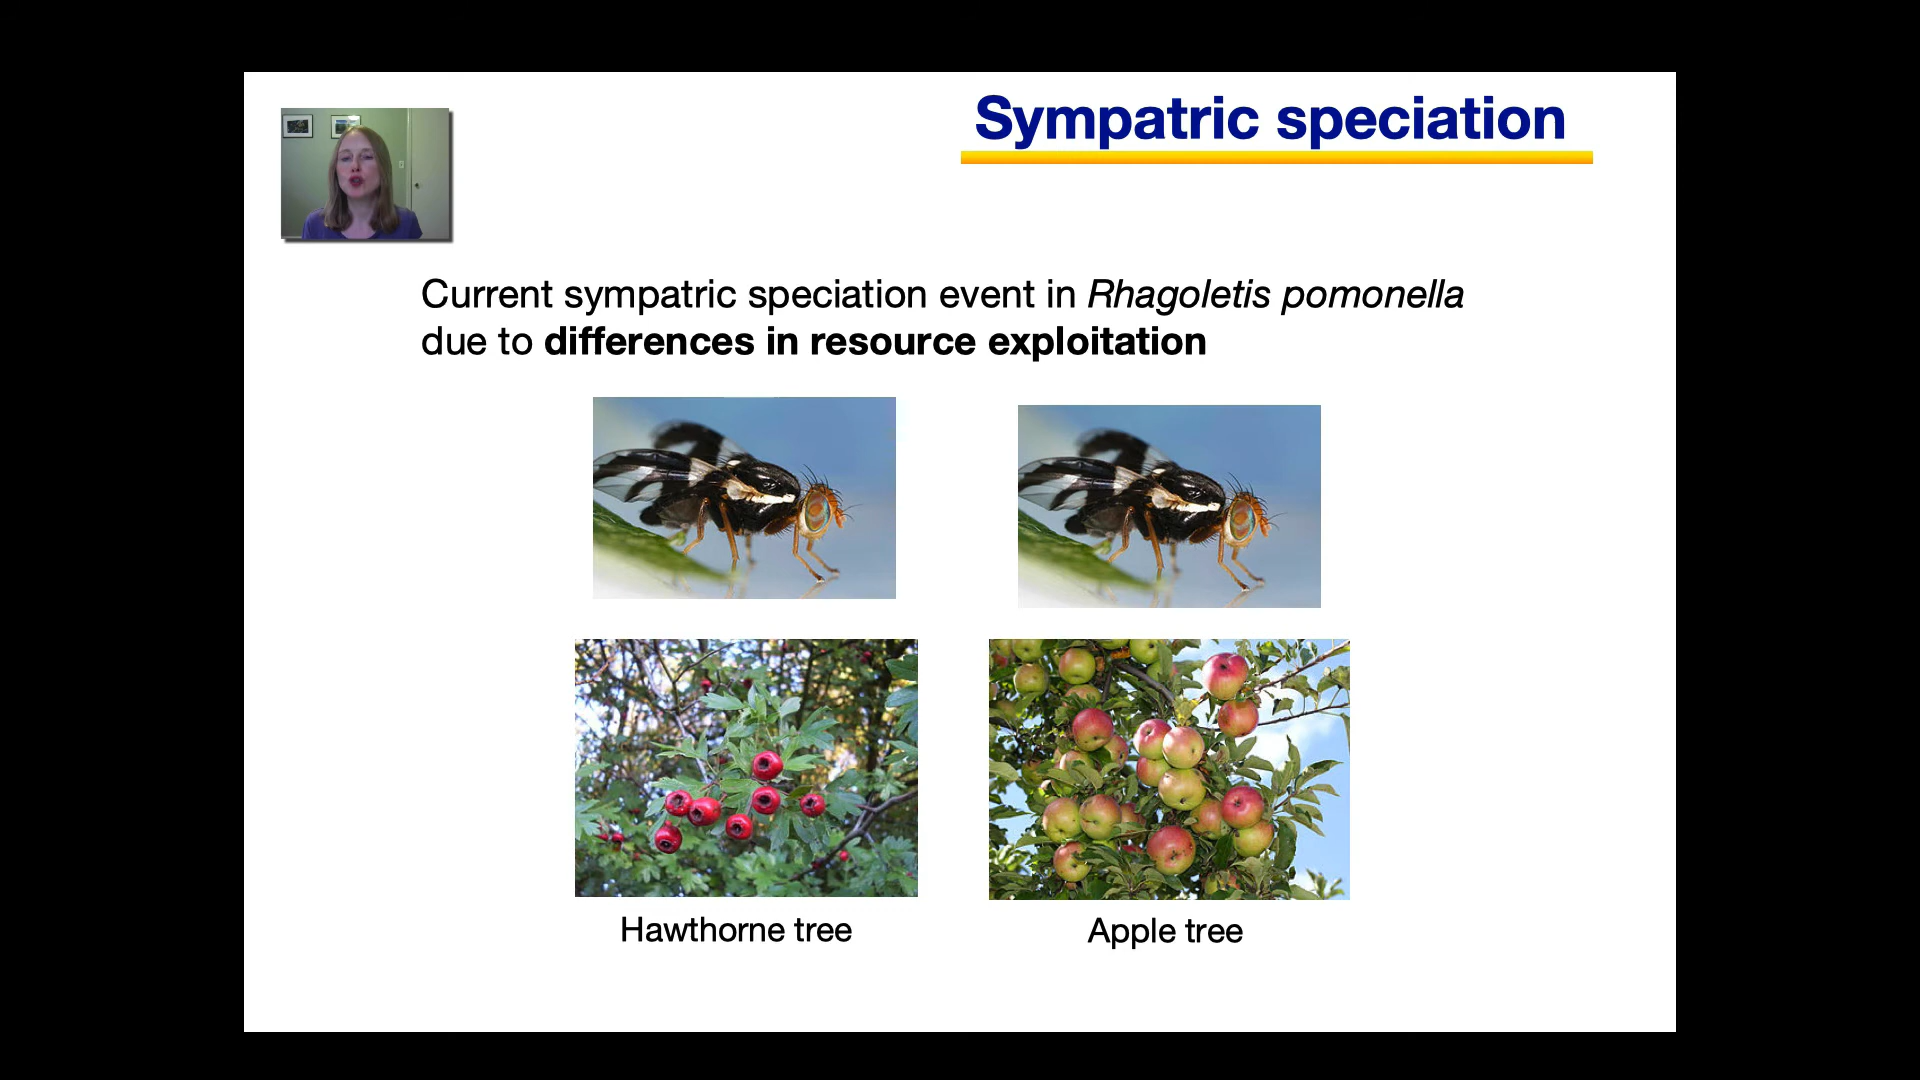 Sympatric speciation
Current sympatric speciation event in Rhagoletis pomonella
due to differences in resource exploitation
Hawthorne tree
Apple tree